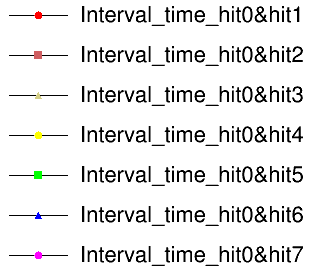 Interval_time_hit0&hit1
Interval_time_hit0&hit2
Interval_time_hit0&hit3
Interval_time_hit0&hit4
Interval_time_hit0&hit5
Interval_time_hit0&hit6
Interval_time_hit0&hit7